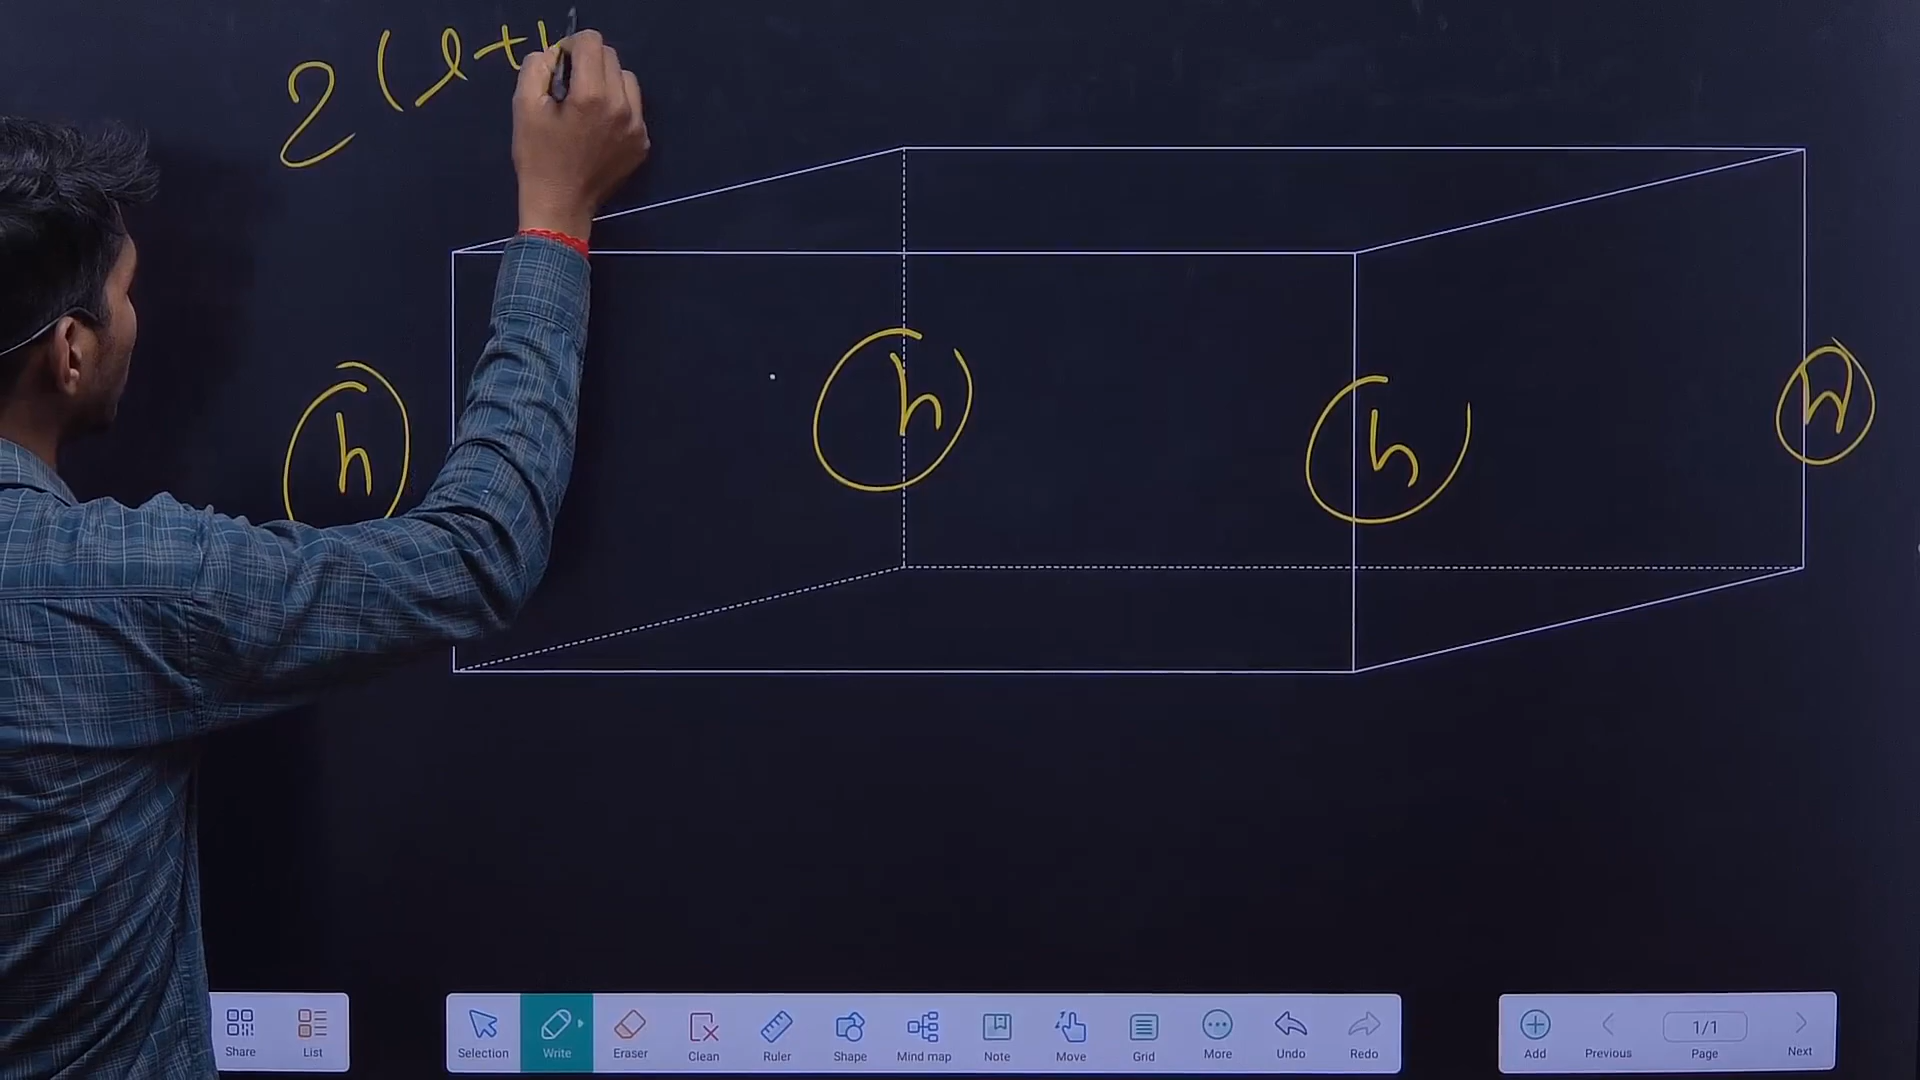 2 (l+b
h
h
h
h
Share
List
Selection
Write
Eraser
Clean
Ruler
Shape
Mind map
Note
Move
Grid
More
Undo
Redo
Add
Previous
1/1
Page
Next